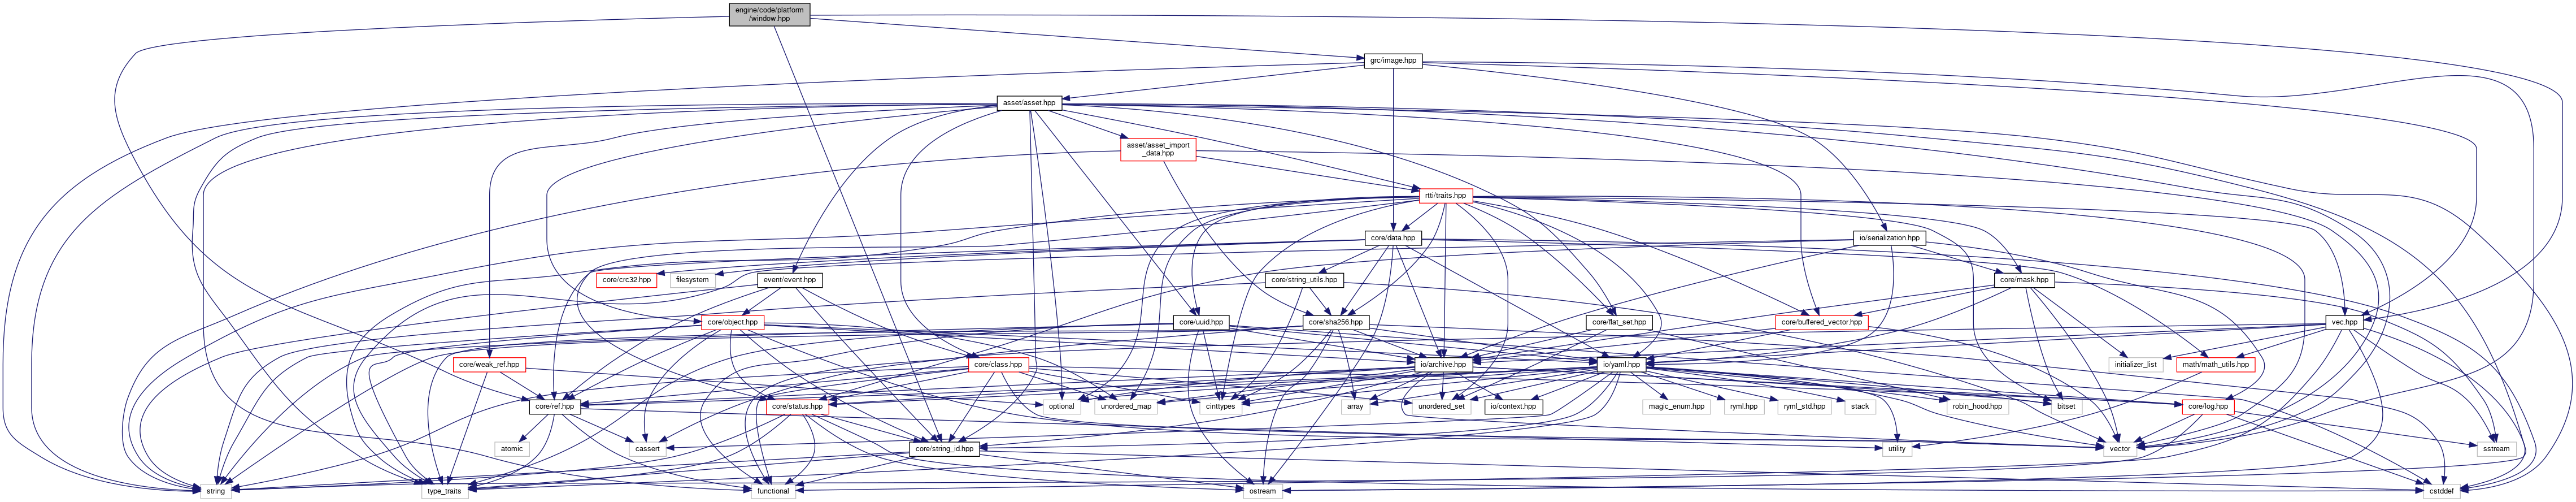 engine/code/platform
/window.hpp
grc/image.hpp
asset/asset.hpp
asset/asset_import
_data.hpp
rtti/traits.hpp
core/data.hpp
io/serialization.hpp
core/crc32.hpp
filesystem
event/event.hpp
core/string_utils.hpp
core/mask.hpp
core/object.hpp
core/uuid.hpp
core/sha256.hpp
core/flat_set.hpp
core/buffered_vector.hpp
vec.hpp
core/weak_ref.hpp
core/class.hpp
io/archive.hpp
io/yaml.hpp
initializer_list
math/math_utils.hpp
core/ref.hpp
core/status.hpp
optional
unordered_map
cinttypes
array
unordered_set
io/context.hpp
magic_enum.hpp
ryml.hpp
ryml_std.hpp
stack
robin_hood.hpp
bitset
core/log.hpp
atomic
cassert
core/string_id.hpp
utility
vector
sstream
string
type_traits
functional
ostream
cstddef